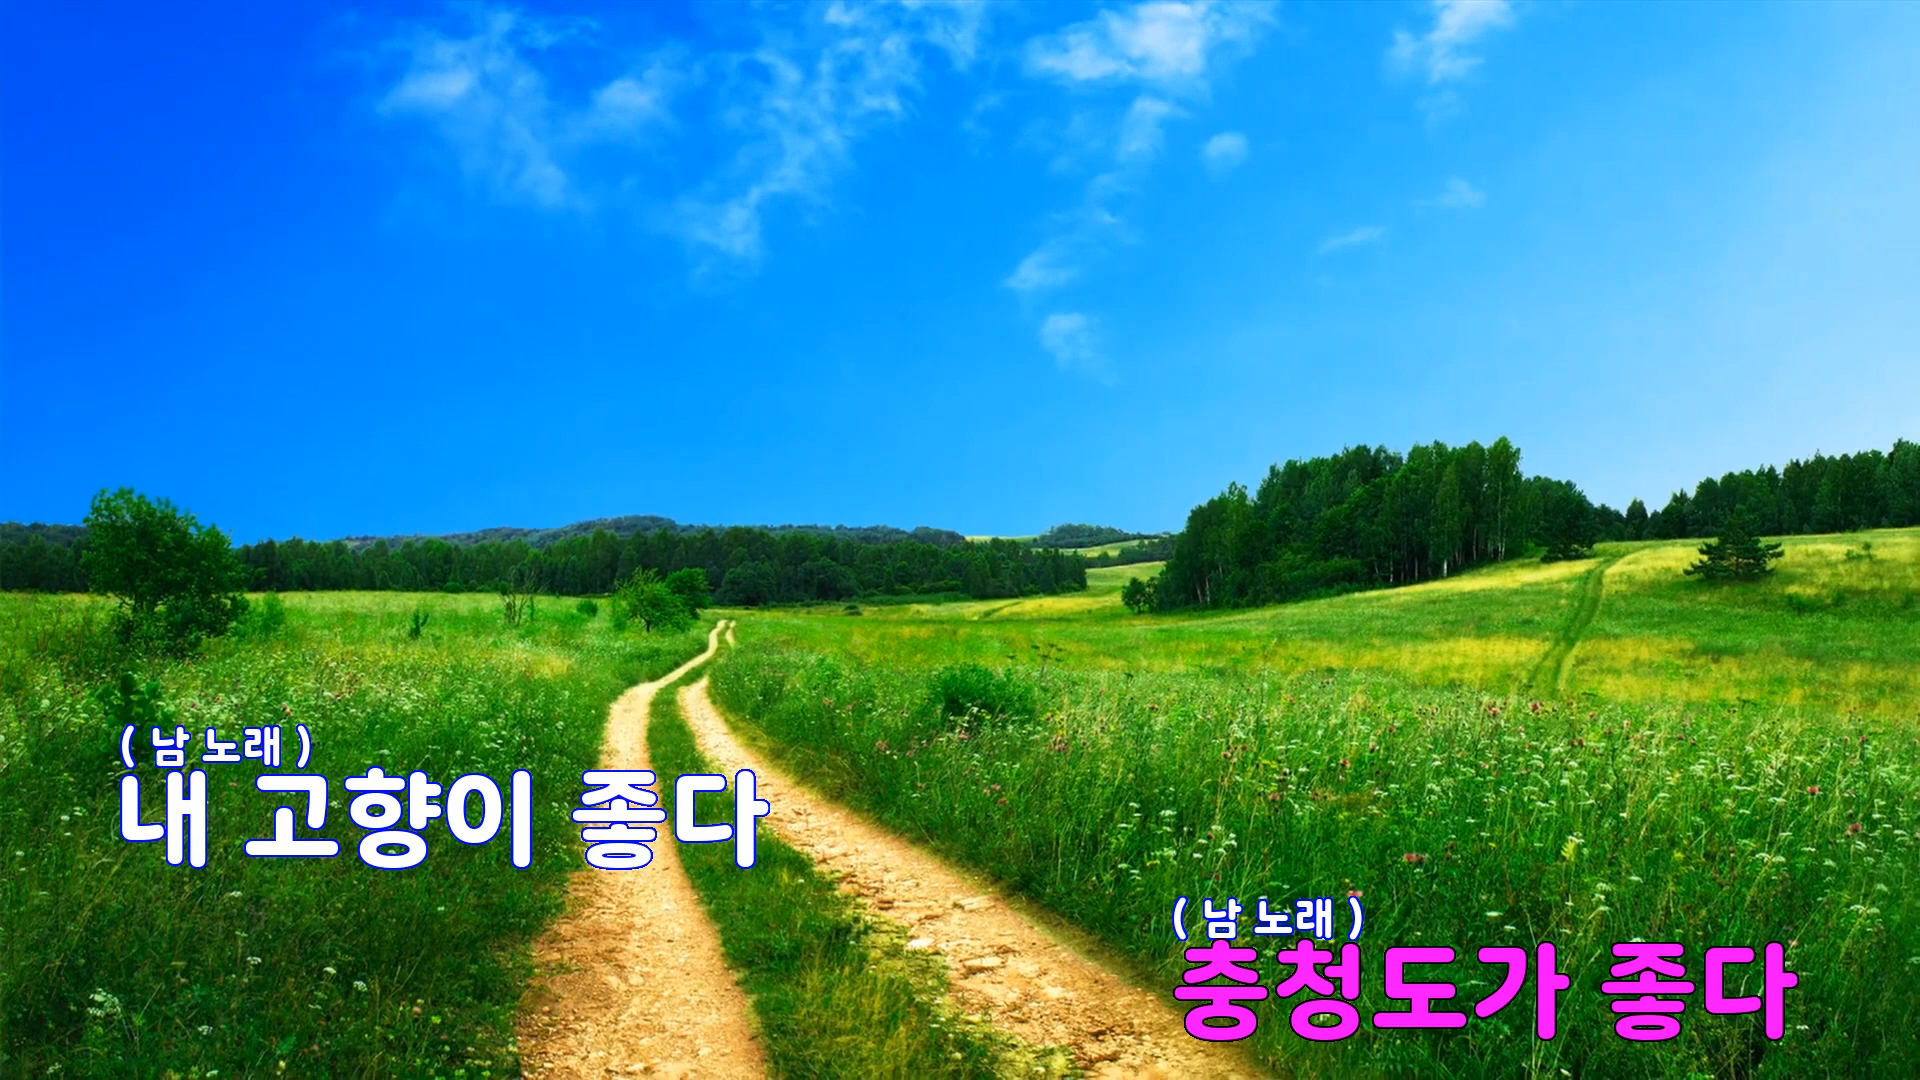 ( 남 노래 )
내 고향이 좋다
( 남 노래 )
충청도가 좋다